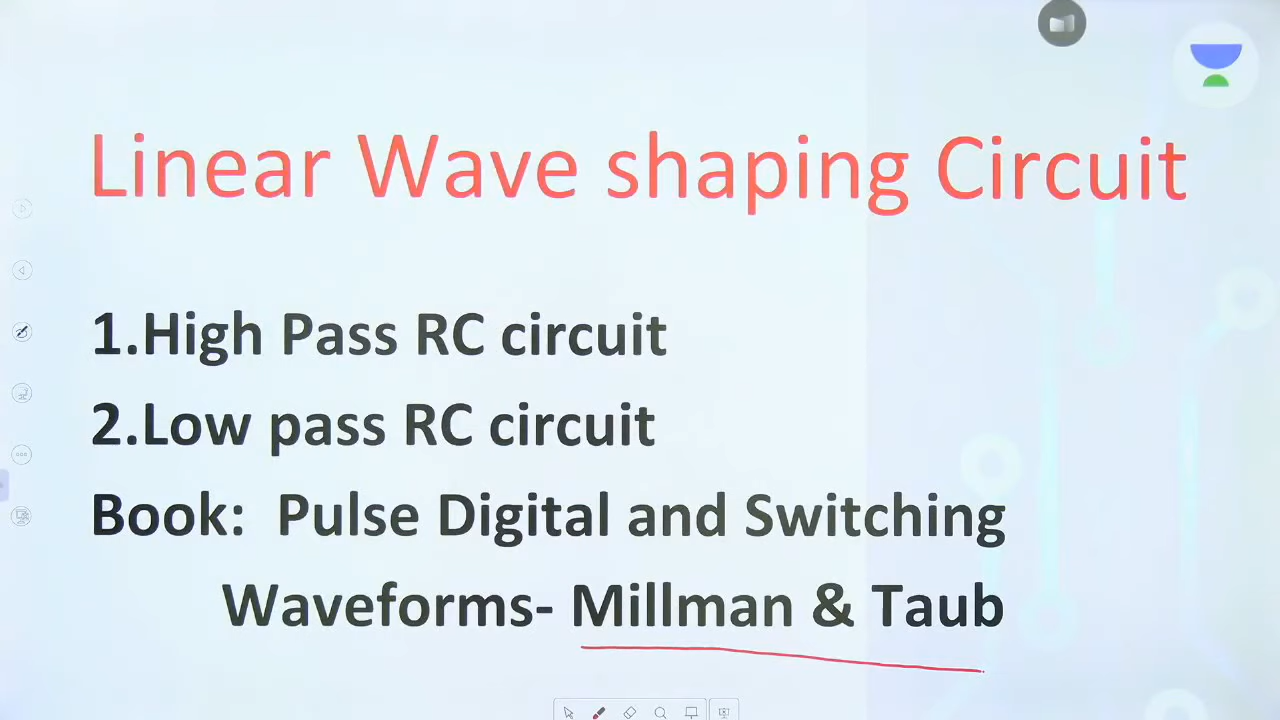 Linear Wave shaping Circuit
1.High Pass RC circuit
2.Low pass RC circuit
Book: Pulse Digital and Switching
Waveforms- Millman & Taub